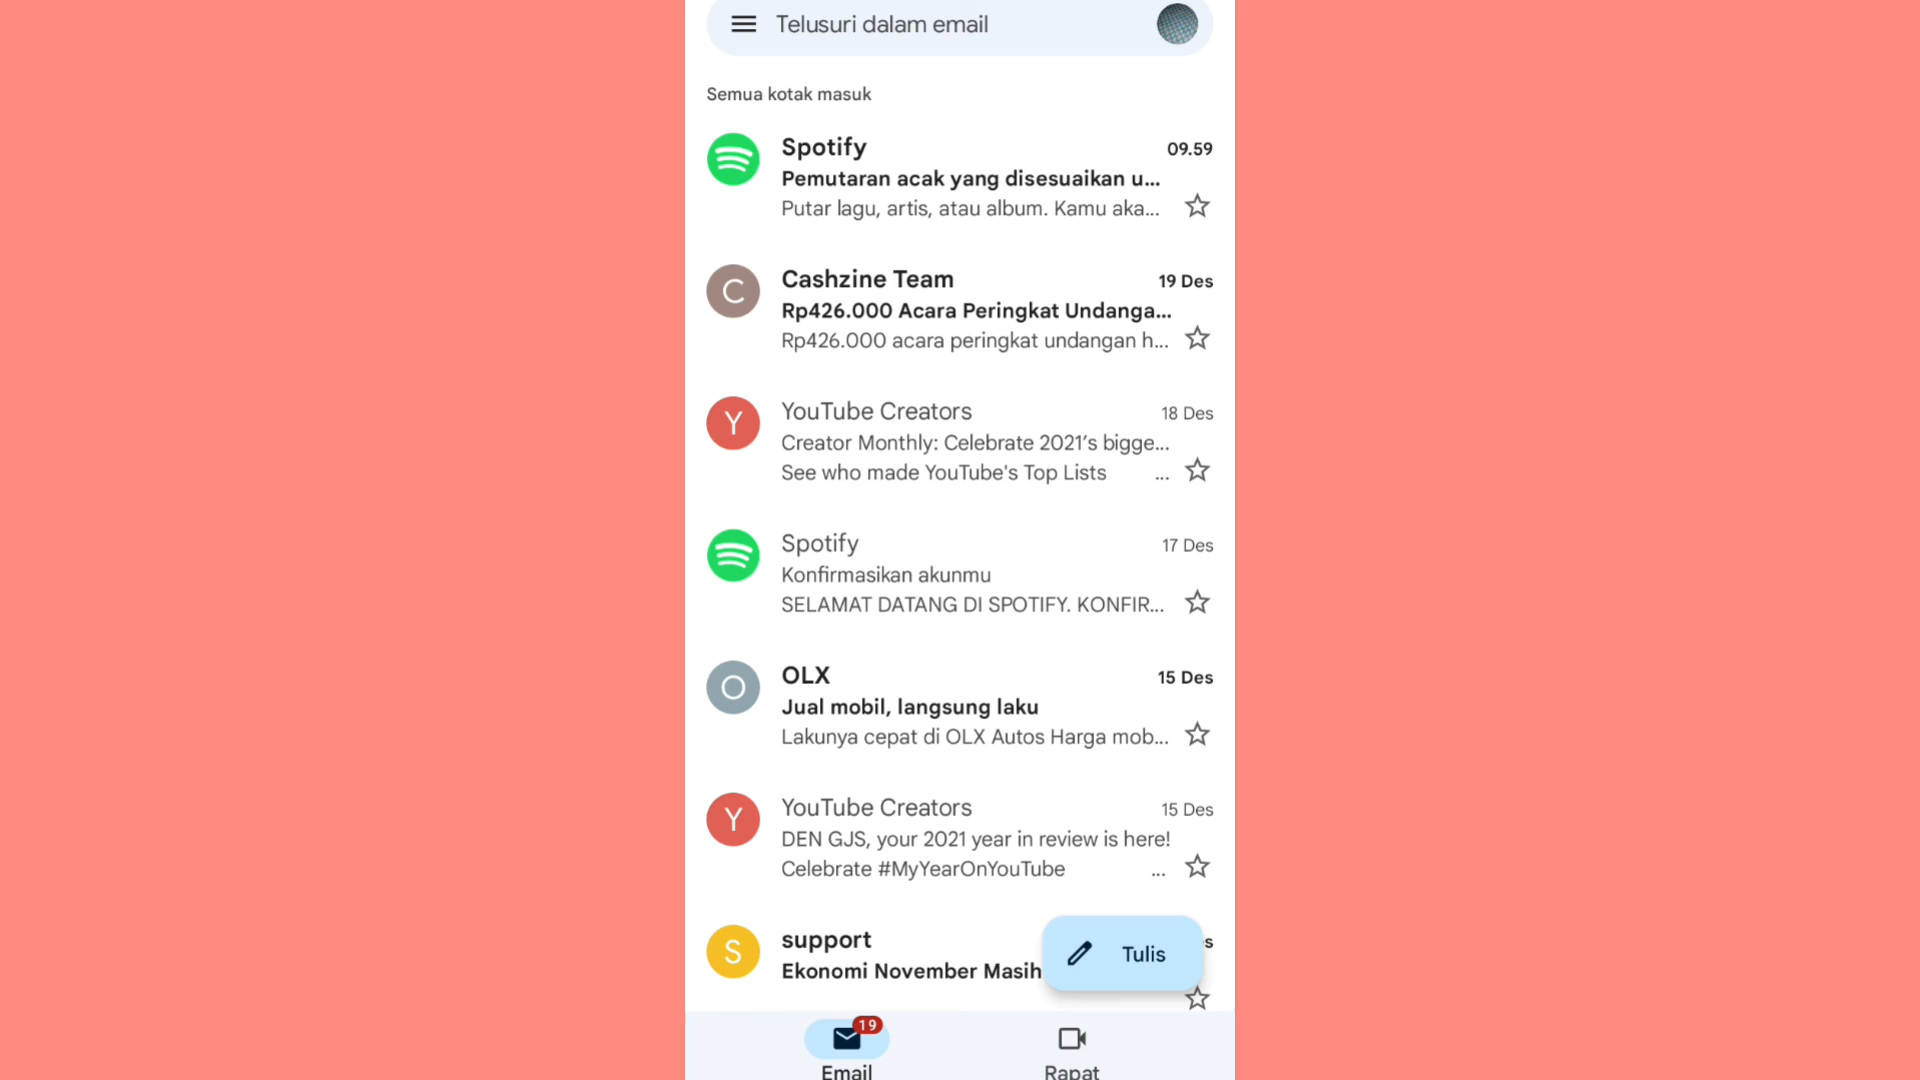 Telusuri dalam email
Semua kotak masuk
Spotify 09.59
Pemutaran acak yang disesuaikan u...
Putar lagu, artis, atau album. Kamu aka...
C
Cashzine Team 19 Des
Rp426.000 Acara Peringkat Undanga...
Rp426.000 acara peringkat undangan h...
Y
YouTube Creators 18 Des
Creator Monthly: Celebrate 2021’s bigge...
See who made YouTube's Top Lists ...
Spotify 17 Des
Konfirmasikan akunmu
SELAMAT DATANG DI SPOTIFY. KONFIR...
O
OLX 15 Des
Jual mobil, langsung laku
Lakunya cepat di OLX Autos Harga mob...
Y
YouTube Creators 15 Des
DEN GJS, your 2021 year in review is here!
Celebrate #MyYearOnYouTube ...
S
support
Ekonomi November Masih
Tulis
19
Email
Rapat